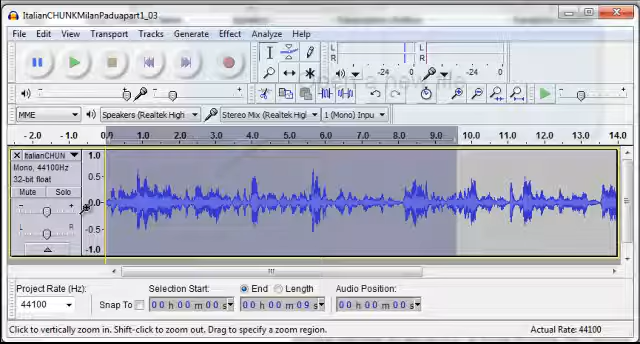 ItalianCHUNKMilanPaduapart1_03
File Edit View Transport Tracks Generate Effect Analyze Help
L R -24 0 L R -24 0
MME Speakers (Realtek High Stereo Mix (Realtek High 1 (Mono) Inpu
- 2.0 - 1.0 0.0 1.0 2.0 3.0 4.0 5.0 6.0 7.0 8.0 9.0 10.0 11.0 12.0 13.0 14.0
ItalianCHUN 1.0
Mono, 44100Hz
32-bit float 0.5
Mute Solo
- + 0.0
L R -0.5
-1.0
Project Rate (Hz): Selection Start: End Length Audio Position:
44100 Snap To 00 h 00 m 00 s 00 h 00 m 09 s 00 h 00 m 00 s
Click to vertically zoom in. Shift-click to zoom out. Drag to specify a zoom region. Actual Rate: 44100